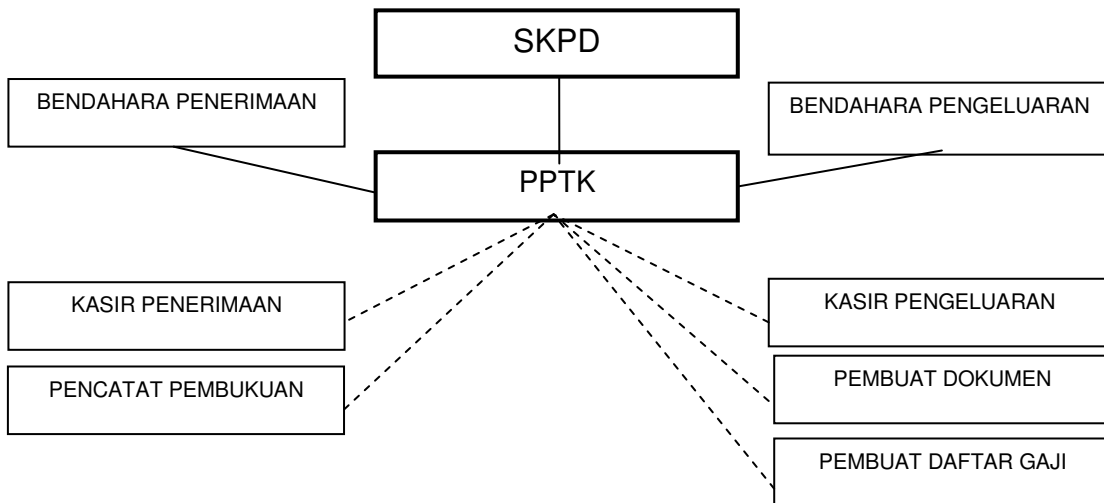 SKPD
BENDAHARA PENERIMAAN
BENDAHARA PENGELUARAN
PPTK
KASIR PENERIMAAN
KASIR PENGELUARAN
PENCATAT PEMBUKUAN
PEMBUAT DOKUMEN
PEMBUAT DAFTAR GAJI